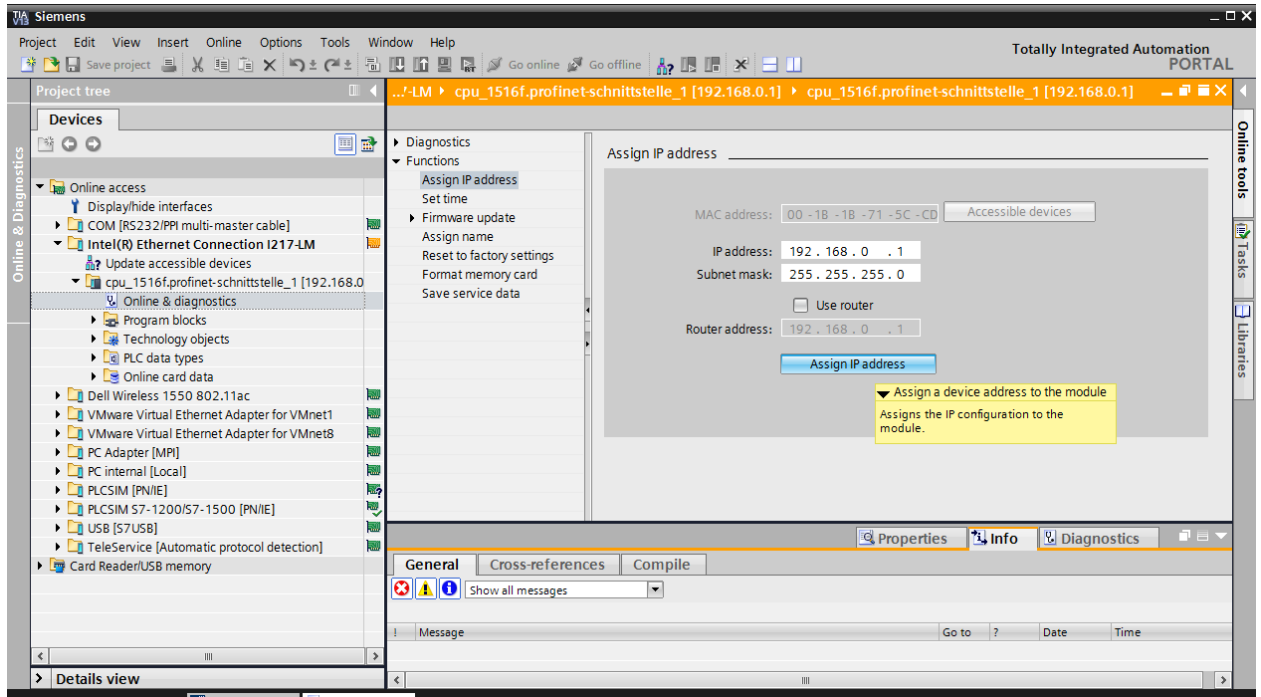 TIA V13 Siemens
Project Edit View Insert Online Options Tools Window Help
Totally Integrated Automation
PORTAL
Save project Go online Go offline
Project tree
.../-LM cpu_1516f.profinet-schnittstelle_1 [192.168.0.1] cpu_1516f.profinet-schnittstelle_1 [192.168.0.1]
Devices
Online & Diagnostics
Online access
Display/hide interfaces
COM [RS232/PPI multi-master cable]
Intel(R) Ethernet Connection I217-LM
Update accessible devices
cpu_1516f.profinet-schnittstelle_1 [192.168.0
Online & diagnostics
Program blocks
Technology objects
PLC data types
Online card data
Dell Wireless 1550 802.11ac
VMware Virtual Ethernet Adapter for VMnet1
VMware Virtual Ethernet Adapter for VMnet8
PC Adapter [MPI]
PC internal [Local]
PLCSIM [PN/IE]
PLCSIM S7-1200/S7-1500 [PN/IE]
USB [S7USB]
TeleService [Automatic protocol detection]
Card Reader/USB memory
Details view
Diagnostics
Functions
Assign IP address
Set time
Firmware update
Assign name
Reset to factory settings
Format memory card
Save service data
Assign IP address
MAC address: 00 -1B -1B -71 -5C -CD Accessible devices
IP address: 192 . 168 . 0 . 1
Subnet mask: 255 . 255 . 255 . 0
Use router
Router address: 192 . 168 . 0 . 1
Assign IP address
Assign a device address to the module
Assigns the IP configuration to the
module.
Properties Info Diagnostics
General Cross-references Compile
Show all messages
! Message Go to ? Date Time
Online tools
Tasks
Libraries